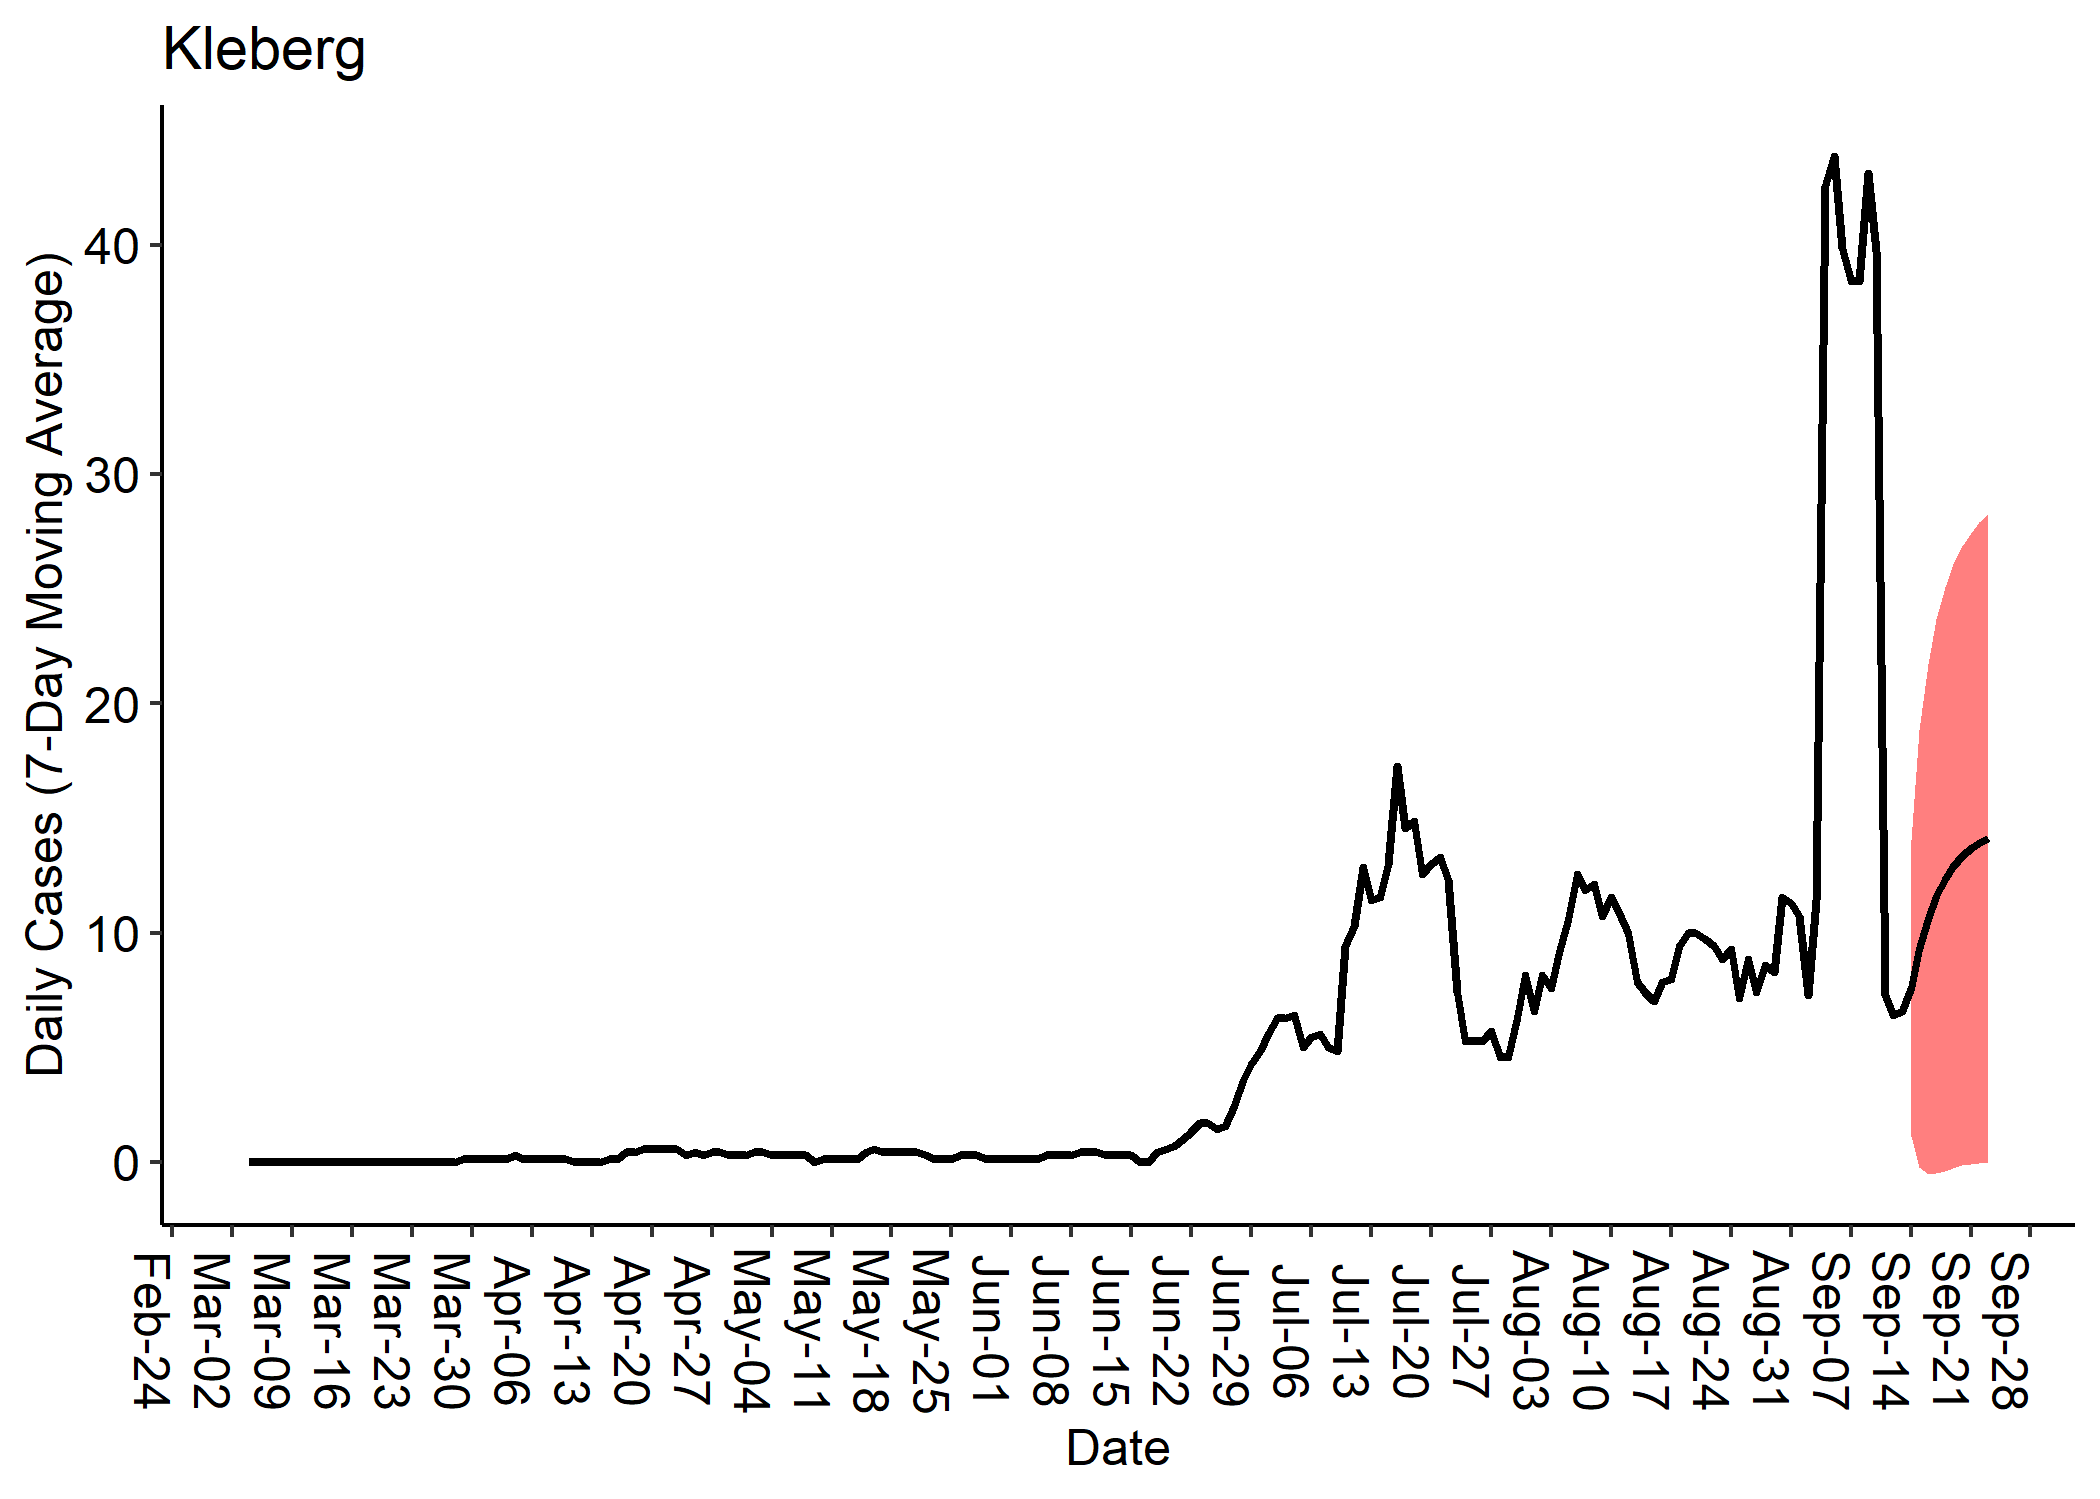 Kleberg
Daily Cases (7-Day Moving Average)
40
30
20
10
0
Feb-24
Mar-02
Mar-09
Mar-16
Mar-23
Mar-30
Apr-06
Apr-13
Apr-20
Apr-27
May-04
May-11
May-18
May-25
Jun-01
Jun-08
Jun-15
Jun-22
Jun-29
Jul-06
Jul-13
Jul-20
Jul-27
Aug-03
Aug-10
Aug-17
Aug-24
Aug-31
Sep-07
Sep-14
Sep-21
Sep-28
Date